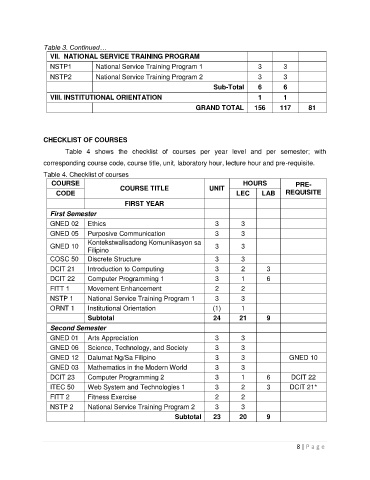 Table 3. Continued…
VII. NATIONAL SERVICE TRAINING PROGRAM
NSTP1 National Service Training Program 1 3 3
NSTP2 National Service Training Program 2 3 3
Sub-Total 6 6
VIII. INSTITUTIONAL ORIENTATION 1 1
GRAND TOTAL 156 117 81
CHECKLIST OF COURSES
Table 4 shows the checklist of courses per year level and per semester; with
corresponding course code, course title, unit, laboratory hour, lecture hour and pre-requisite.
Table 4. Checklist of courses
COURSE CODE COURSE TITLE UNIT HOURS LEC LAB PRE-REQUISITE
FIRST YEAR
First Semester
GNED 02 Ethics 3 3
GNED 05 Purposive Communication 3 3
GNED 10 Kontekstwalisadong Komunikasyon sa Filipino 3 3
COSC 50 Discrete Structure 3 3
DCIT 21 Introduction to Computing 3 2 3
DCIT 22 Computer Programming 1 3 1 6
FITT 1 Movement Enhancement 2 2
NSTP 1 National Service Training Program 1 3 3
ORNT 1 Institutional Orientation (1) 1
Subtotal 24 21 9
Second Semester
GNED 01 Arts Appreciation 3 3
GNED 06 Science, Technology, and Society 3 3
GNED 12 Dalumat Ng/Sa Filipino 3 3 GNED 10
GNED 03 Mathematics in the Modern World 3 3
DCIT 23 Computer Programming 2 3 1 6 DCIT 22
ITEC 50 Web System and Technologies 1 3 2 3 DCIT 21*
FITT 2 Fitness Exercise 2 2
NSTP 2 National Service Training Program 2 3 3
Subtotal 23 20 9
8 | Page